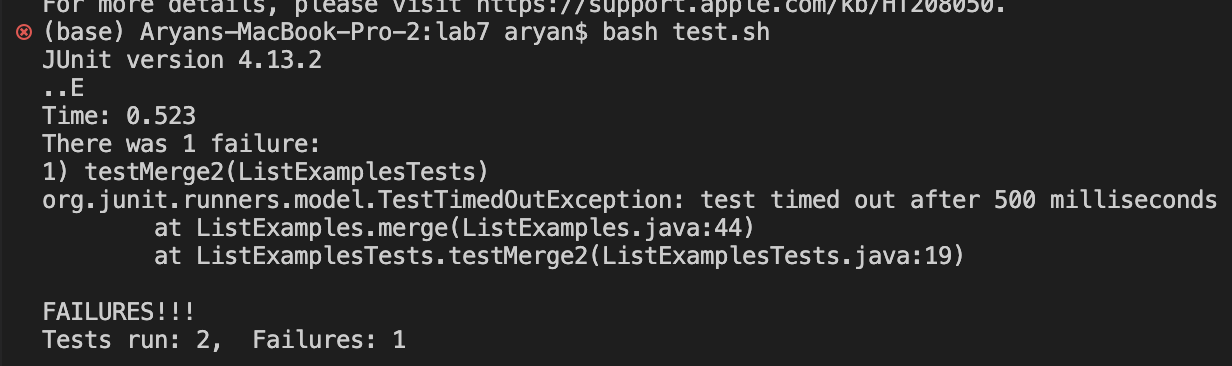 For more details, please visit https://support.apple.com/kb/HT208050.
(base) Aryans-MacBook-Pro-2:lab7 aryan$ bash test.sh
JUnit version 4.13.2
..E
Time: 0.523
There was 1 failure:
1) testMerge2(ListExamplesTests)
org.junit.runners.model.TestTimedOutException: test timed out after 500 milliseconds
at ListExamples.merge(ListExamples.java:44)
at ListExamplesTests.testMerge2(ListExamplesTests.java:19)
FAILURES!!!
Tests run: 2,  Failures: 1